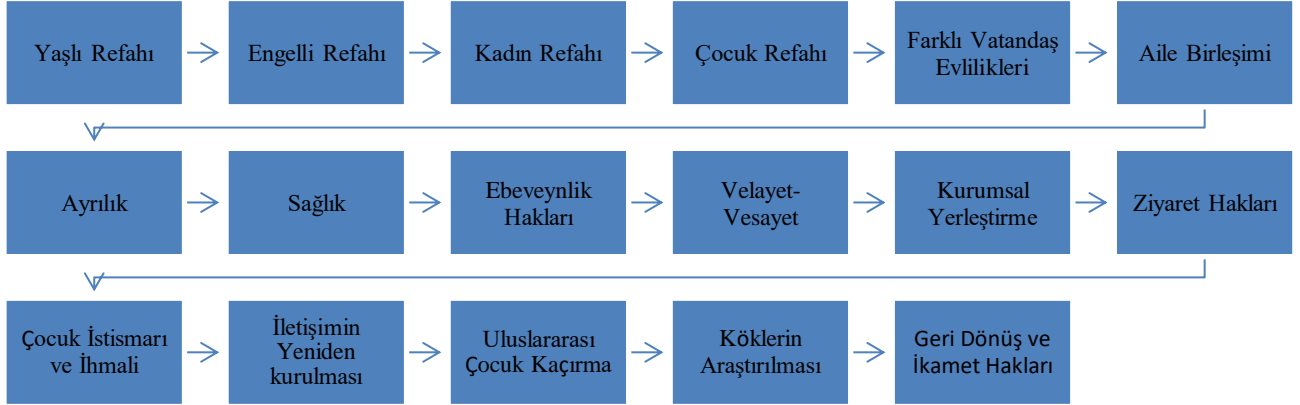 Yaşlı Refahı
Engelli Refahı
Kadın Refahı
Çocuk Refahı
Farklı Vatandaş
Evlilikleri
Aile Birleşimi
Ayrılık
Sağlık
Ebeveynlik
Hakları
Velayet-
Vesayet
Kurumsal
Yerleştirme
Ziyaret Hakları
Çocuk İstismarı
ve İhmali
İletişimin
Yeniden
kurulması
Uluslararası
Çocuk Kaçırma
Köklerin
Araştırılması
Geri Dönüş ve
İkamet Hakları